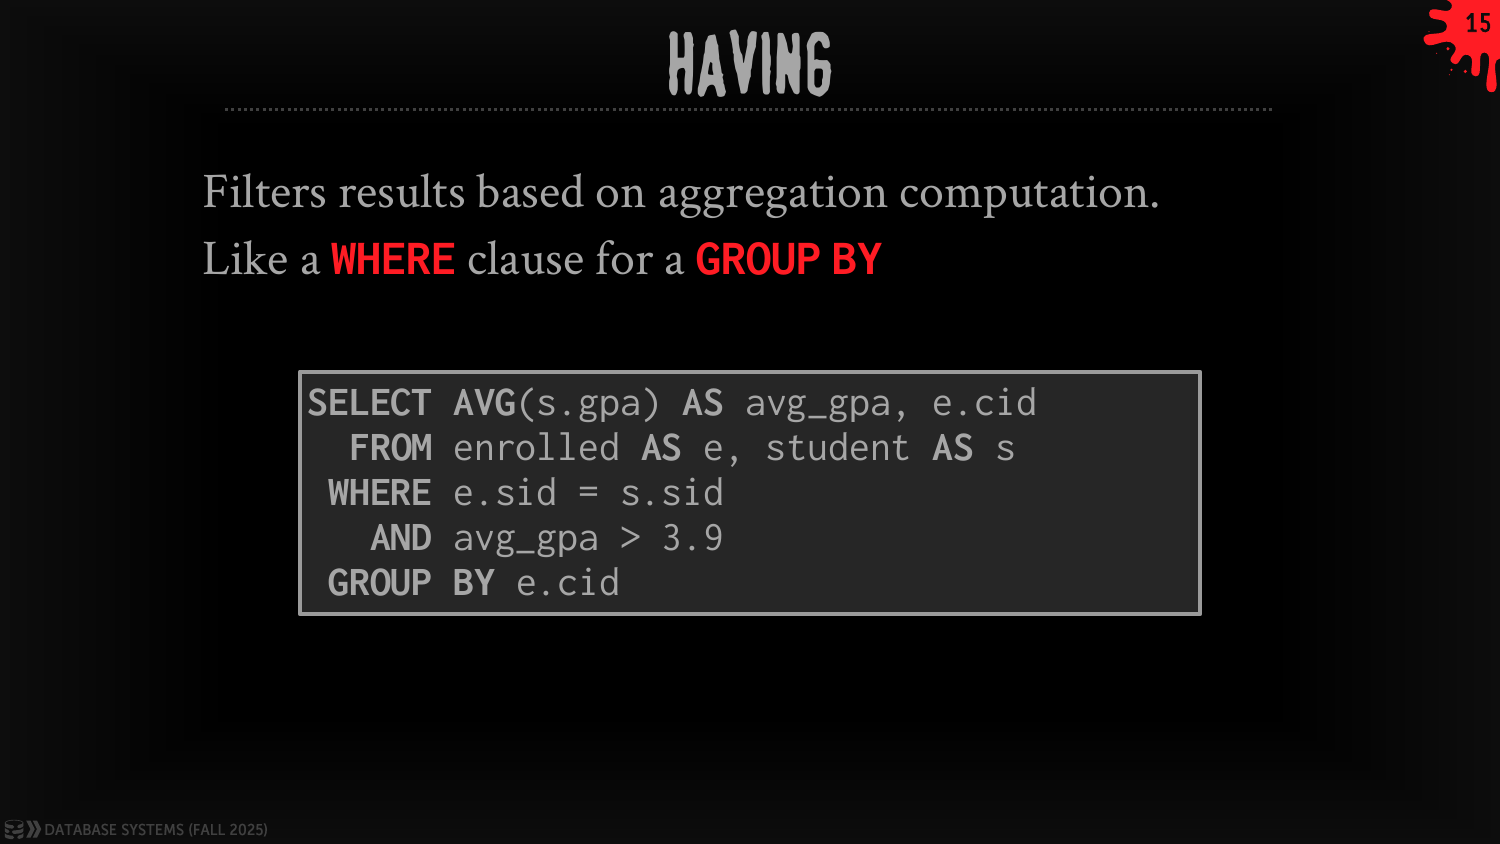 15
HAVING
Filters results based on aggregation computation.
Like a WHERE clause for a GROUP BY
SELECT AVG(s.gpa) AS avg_gpa, e.cid
  FROM enrolled AS e, student AS s
 WHERE e.sid = s.sid
   AND avg_gpa > 3.9
 GROUP BY e.cid
DATABASE SYSTEMS (FALL 2025)